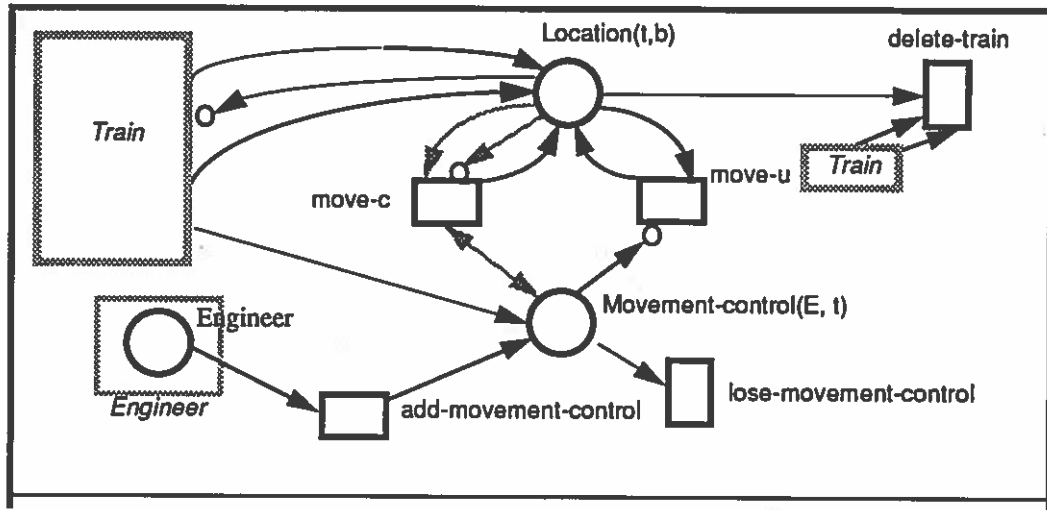 Location(t,b)
delete-train
Train
Train
move-c
move-u
Engineer
Movement-control(E, t)
Engineer
add-movement-control
lose-movement-control